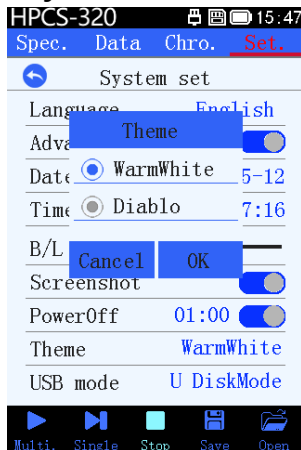 HPCS-320 15:47
Spec. Data Chro. Set.
System set
Language English
Theme
Adva
WarmWhite
Date 5-12
Diablo
Time 7:16
B/L
Cancel OK
Screenshot
PowerOff 01:00
Theme WarmWhite
USB mode U DiskMode
Multi. Single Stop Save Open